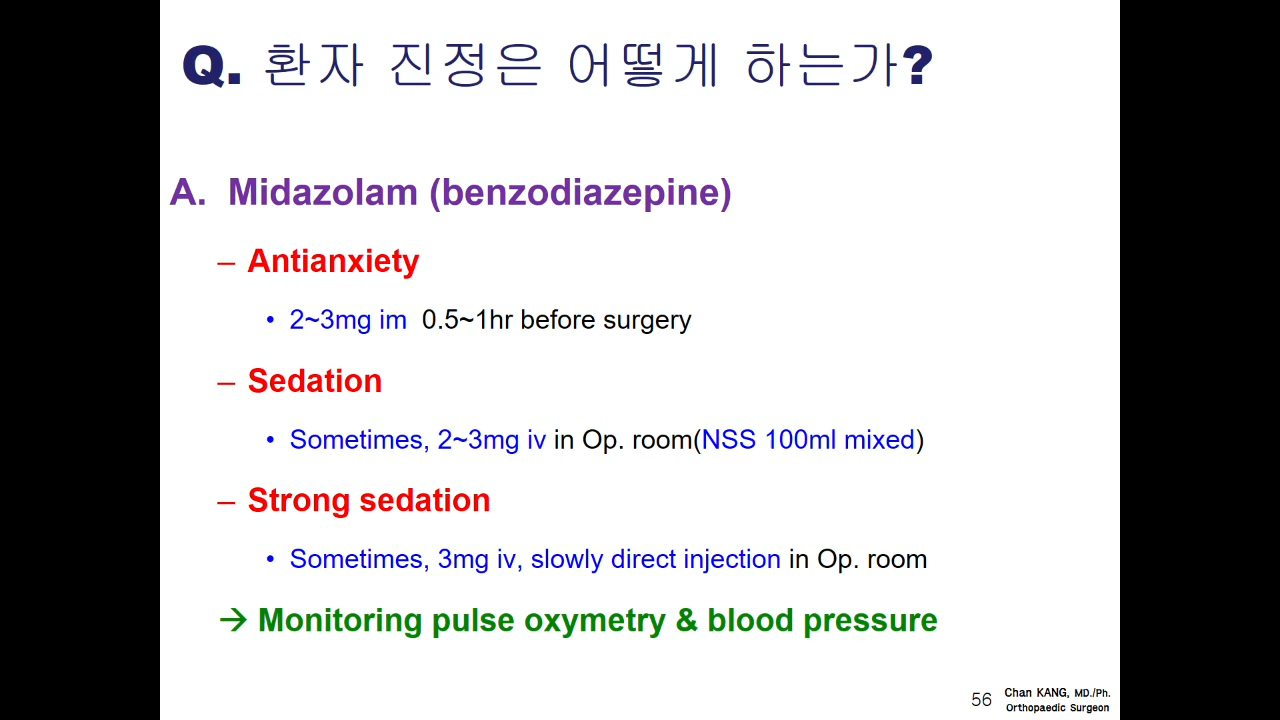 Q. 환자 진정은 어떻게 하는가?
A. Midazolam (benzodiazepine)
– Antianxiety
• 2~3mg im 0.5~1hr before surgery
– Sedation
• Sometimes, 2~3mg iv in Op. room(NSS 100ml mixed)
– Strong sedation
• Sometimes, 3mg iv, slowly direct injection in Op. room
→ Monitoring pulse oxymetry & blood pressure
56 Chan KANG, MD./Ph.
Orthopaedic Surgeon